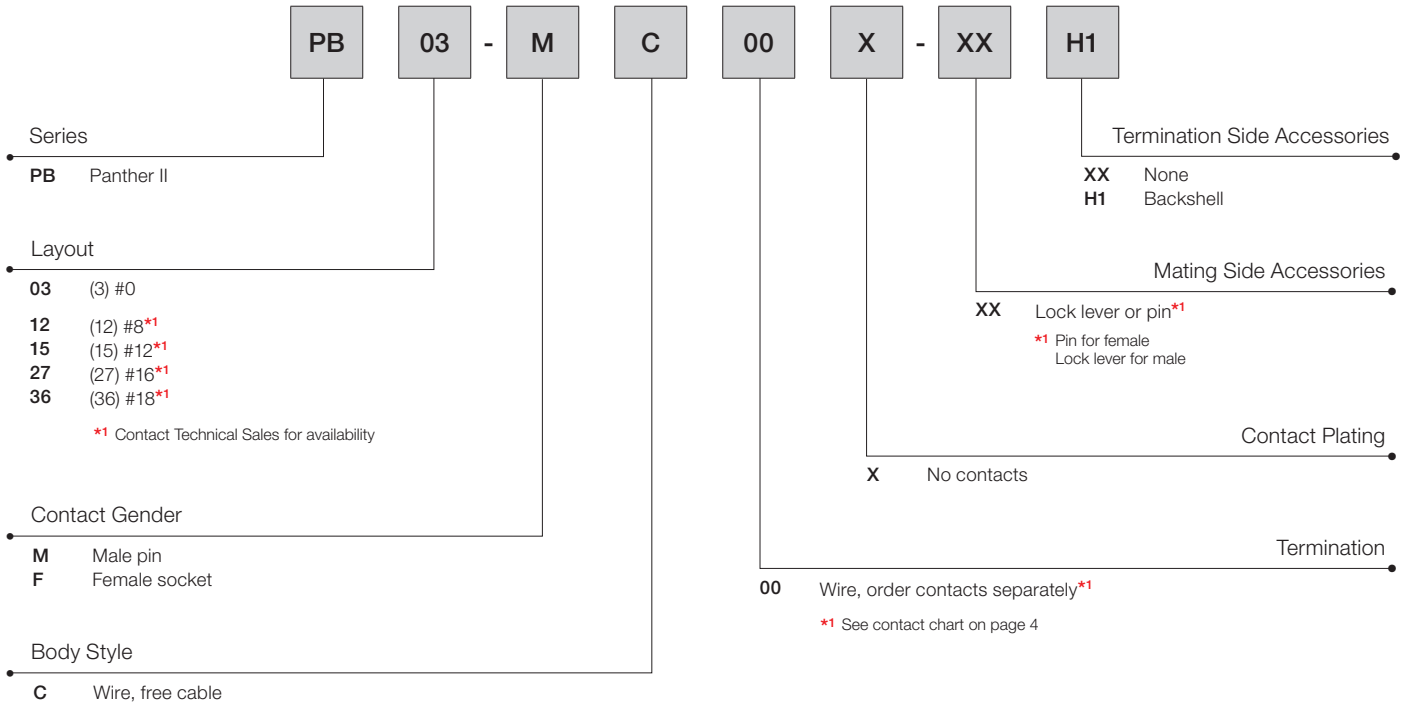 PB 03 - M C 00 X - XX H1
Series
PB Panther II
Layout
03 (3) #0
12 (12) #8*1
15 (15) #12*1
27 (27) #16*1
36 (36) #18*1
*1 Contact Technical Sales for availability
Contact Gender
M Male pin
F Female socket
Body Style
C Wire, free cable
Termination Side Accessories
XX None
H1 Backshell
Mating Side Accessories
XX Lock lever or pin*1
*1 Pin for female
Lock lever for male
Contact Plating
X No contacts
Termination
00 Wire, order contacts separately*1
*1 See contact chart on page 4